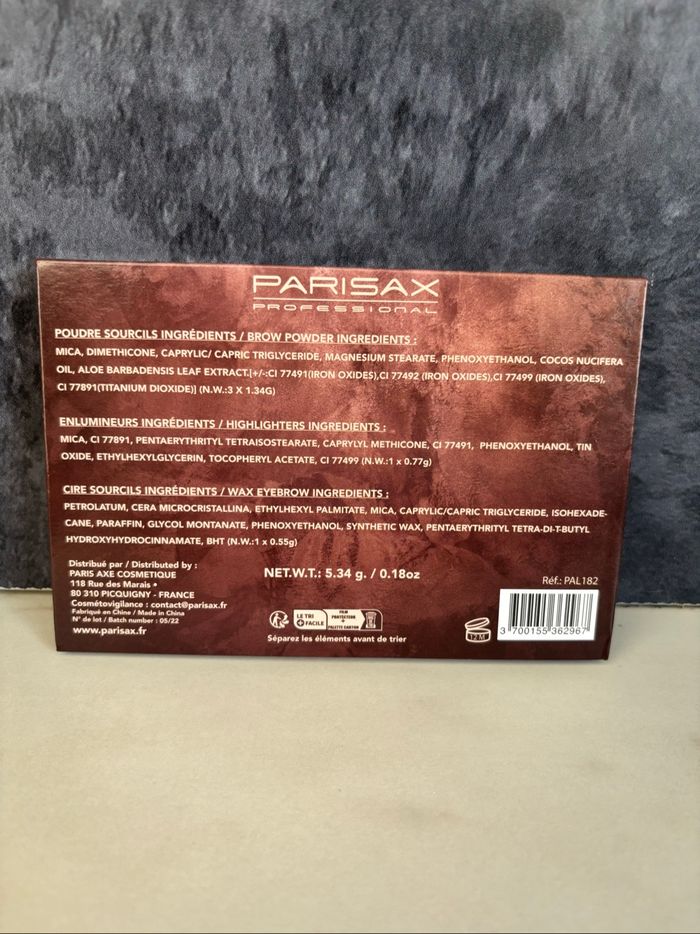 PARISAX
PROFESSIONAL
POUDRE SOURCILS INGRÉDIENTS / BROW POWDER INGREDIENTS :
MICA, DIMETHICONE, CAPRYLIC/ CAPRIC TRIGLYCERIDE, MAGNESIUM STEARATE, PHENOXYETHANOL, COCOS NUCIFERA
OIL, ALOE BARBADENSIS LEAF EXTRACT.[+/-:CI 77491(IRON OXIDES),CI 77492 (IRON OXIDES),CI 77499 (IRON OXIDES),
CI 77891(TITANIUM DIOXIDE)] (N.W.:3 X 1.34G)
ENLUMINEURS INGRÉDIENTS / HIGHLIGHTERS INGREDIENTS :
MICA, CI 77891, PENTAERYTHRITYL TETRAISOSTEARATE, CAPRYLYL METHICONE, CI 77491, PHENOXYETHANOL, TIN
OXIDE, ETHYLHEXYLGLYCERIN, TOCOPHERYL ACETATE, CI 77499 (N.W.:1 x 0.77g)
CIRE SOURCILS INGRÉDIENTS / WAX EYEBROW INGREDIENTS :
PETROLATUM, CERA MICROCRISTALLINA, ETHYLHEXYL PALMITATE, MICA, CAPRYLIC/CAPRIC TRIGLYCERIDE, ISOHEXADE-
CANE, PARAFFIN, GLYCOL MONTANATE, PHENOXYETHANOL, SYNTHETIC WAX, PENTAERYTHRITYL TETRA-DI-T-BUTYL
HYDROXYHYDROCINNAMATE, BHT (N.W.:1 x 0.55g)
Distribué par / Distributed by :
PARIS AXE COSMETIQUE
118 Rue des Marais •
80 310 PICQUIGNY - FRANCE
Cosmétovigilance : contact@parisax.fr
Fabriqué en Chine / Made in China
N° de lot / Batch number : 05/22
www.parisax.fr
NET.W.T.: 5.34 g. / 0.18oz
LE TRI
+ FACILE
FILM
PROTECTEUR
+
PALETTE CARTON
Séparez les éléments avant de trier
12M
Réf.: PAL182
3 700155 362967